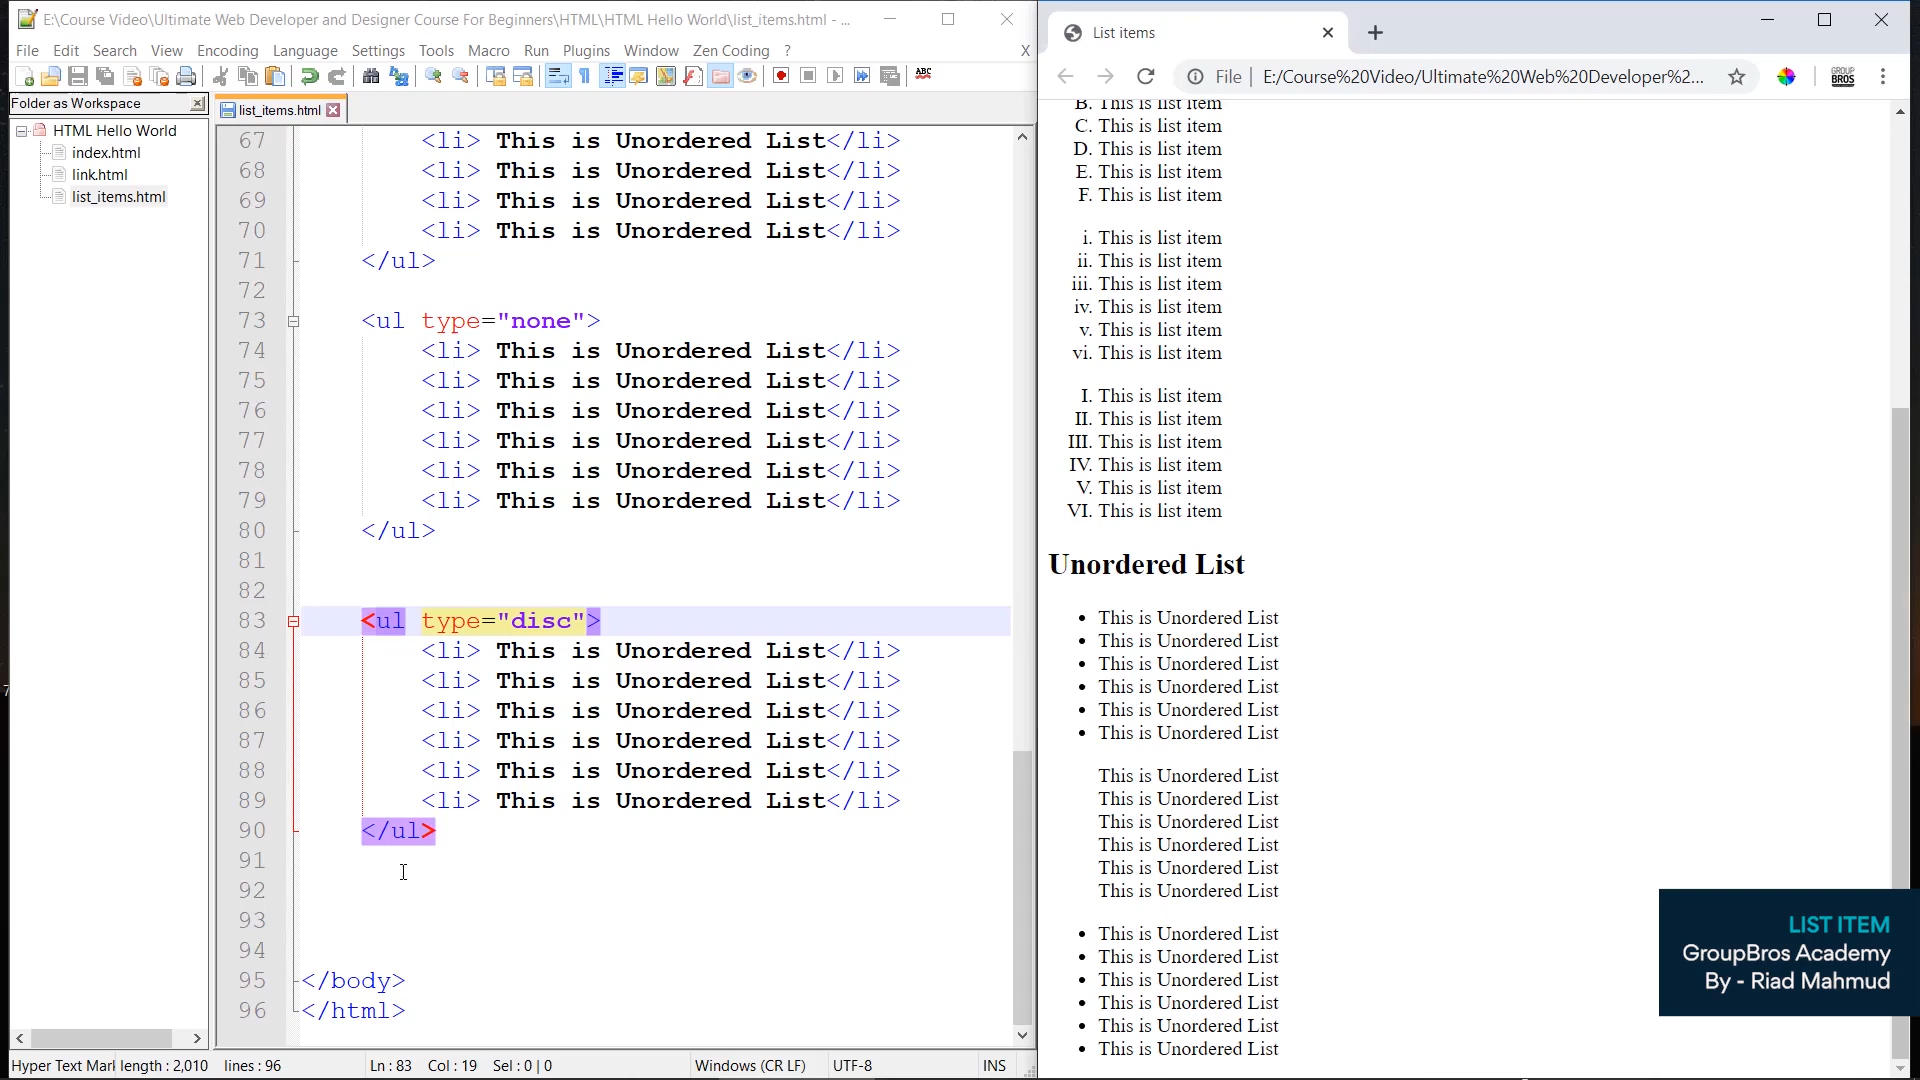 E:\Course Video\Ultimate Web Developer and Designer Course For Beginners\HTML\HTML Hello World\list_items.html - ...
File Edit Search View Encoding Language Settings Tools Macro Run Plugins Window Zen Coding ? X
Folder as Workspace
HTML Hello World
index.html
link.html
list_items.html
list_items.html
67 <li> This is Unordered List</li>
68 <li> This is Unordered List</li>
69 <li> This is Unordered List</li>
70 <li> This is Unordered List</li>
71 </ul>
72
73 <ul type="none">
74 <li> This is Unordered List</li>
75 <li> This is Unordered List</li>
76 <li> This is Unordered List</li>
77 <li> This is Unordered List</li>
78 <li> This is Unordered List</li>
79 <li> This is Unordered List</li>
80 </ul>
81
82
83 <ul type="disc">
84 <li> This is Unordered List</li>
85 <li> This is Unordered List</li>
86 <li> This is Unordered List</li>
87 <li> This is Unordered List</li>
88 <li> This is Unordered List</li>
89 <li> This is Unordered List</li>
90 </ul>
91
92
93
94
95 </body>
96 </html>
Hyper Text Mar length : 2,010 lines : 96 Ln : 83 Col : 19 Sel : 0 | 0 Windows (CR LF) UTF-8 INS
List items
File | E:/Course%20Video/Ultimate%20Web%20Developer%2...
GROUP BROS
B. This is list item
C. This is list item
D. This is list item
E. This is list item
F. This is list item
i. This is list item
ii. This is list item
iii. This is list item
iv. This is list item
v. This is list item
vi. This is list item
I. This is list item
II. This is list item
III. This is list item
IV. This is list item
V. This is list item
VI. This is list item
Unordered List
• This is Unordered List
• This is Unordered List
• This is Unordered List
• This is Unordered List
• This is Unordered List
• This is Unordered List
This is Unordered List
This is Unordered List
This is Unordered List
This is Unordered List
This is Unordered List
This is Unordered List
• This is Unordered List
• This is Unordered List
• This is Unordered List
• This is Unordered List
• This is Unordered List
• This is Unordered List
LIST ITEM
GroupBros Academy
By - Riad Mahmud